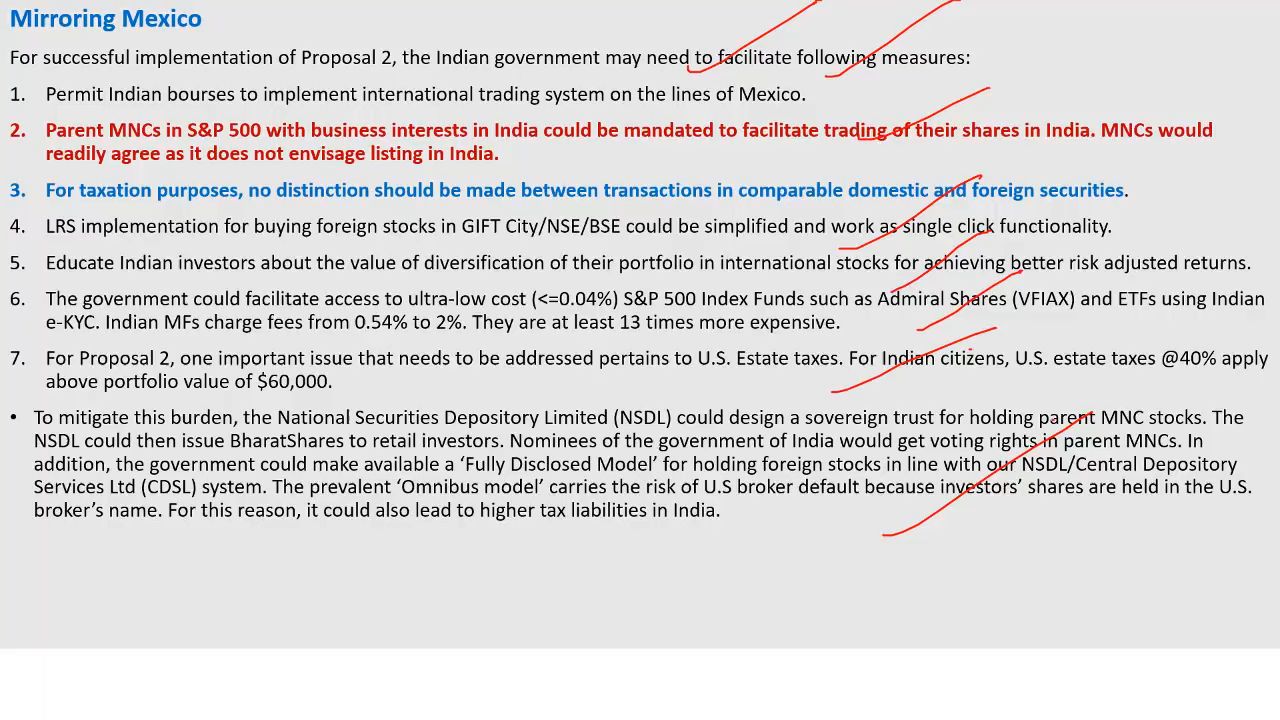 Mirroring Mexico
For successful implementation of Proposal 2, the Indian government may need to facilitate following measures:
1. Permit Indian bourses to implement international trading system on the lines of Mexico.
2. Parent MNCs in S&P 500 with business interests in India could be mandated to facilitate trading of their shares in India. MNCs would
readily agree as it does not envisage listing in India.
3. For taxation purposes, no distinction should be made between transactions in comparable domestic and foreign securities.
4. LRS implementation for buying foreign stocks in GIFT City/NSE/BSE could be simplified and work as single click functionality.
5. Educate Indian investors about the value of diversification of their portfolio in international stocks for achieving better risk adjusted returns.
6. The government could facilitate access to ultra-low cost (<=0.04%) S&P 500 Index Funds such as Admiral Shares (VFIAX) and ETFs using Indian
e-KYC. Indian MFs charge fees from 0.54% to 2%. They are at least 13 times more expensive.
7. For Proposal 2, one important issue that needs to be addressed pertains to U.S. Estate taxes. For Indian citizens, U.S. estate taxes @40% apply
above portfolio value of $60,000.
• To mitigate this burden, the National Securities Depository Limited (NSDL) could design a sovereign trust for holding parent MNC stocks. The
NSDL could then issue BharatShares to retail investors. Nominees of the government of India would get voting rights in parent MNCs. In
addition, the government could make available a ‘Fully Disclosed Model’ for holding foreign stocks in line with our NSDL/Central Depository
Services Ltd (CDSL) system. The prevalent ‘Omnibus model’ carries the risk of U.S broker default because investors’ shares are held in the U.S.
broker’s name. For this reason, it could also lead to higher tax liabilities in India.